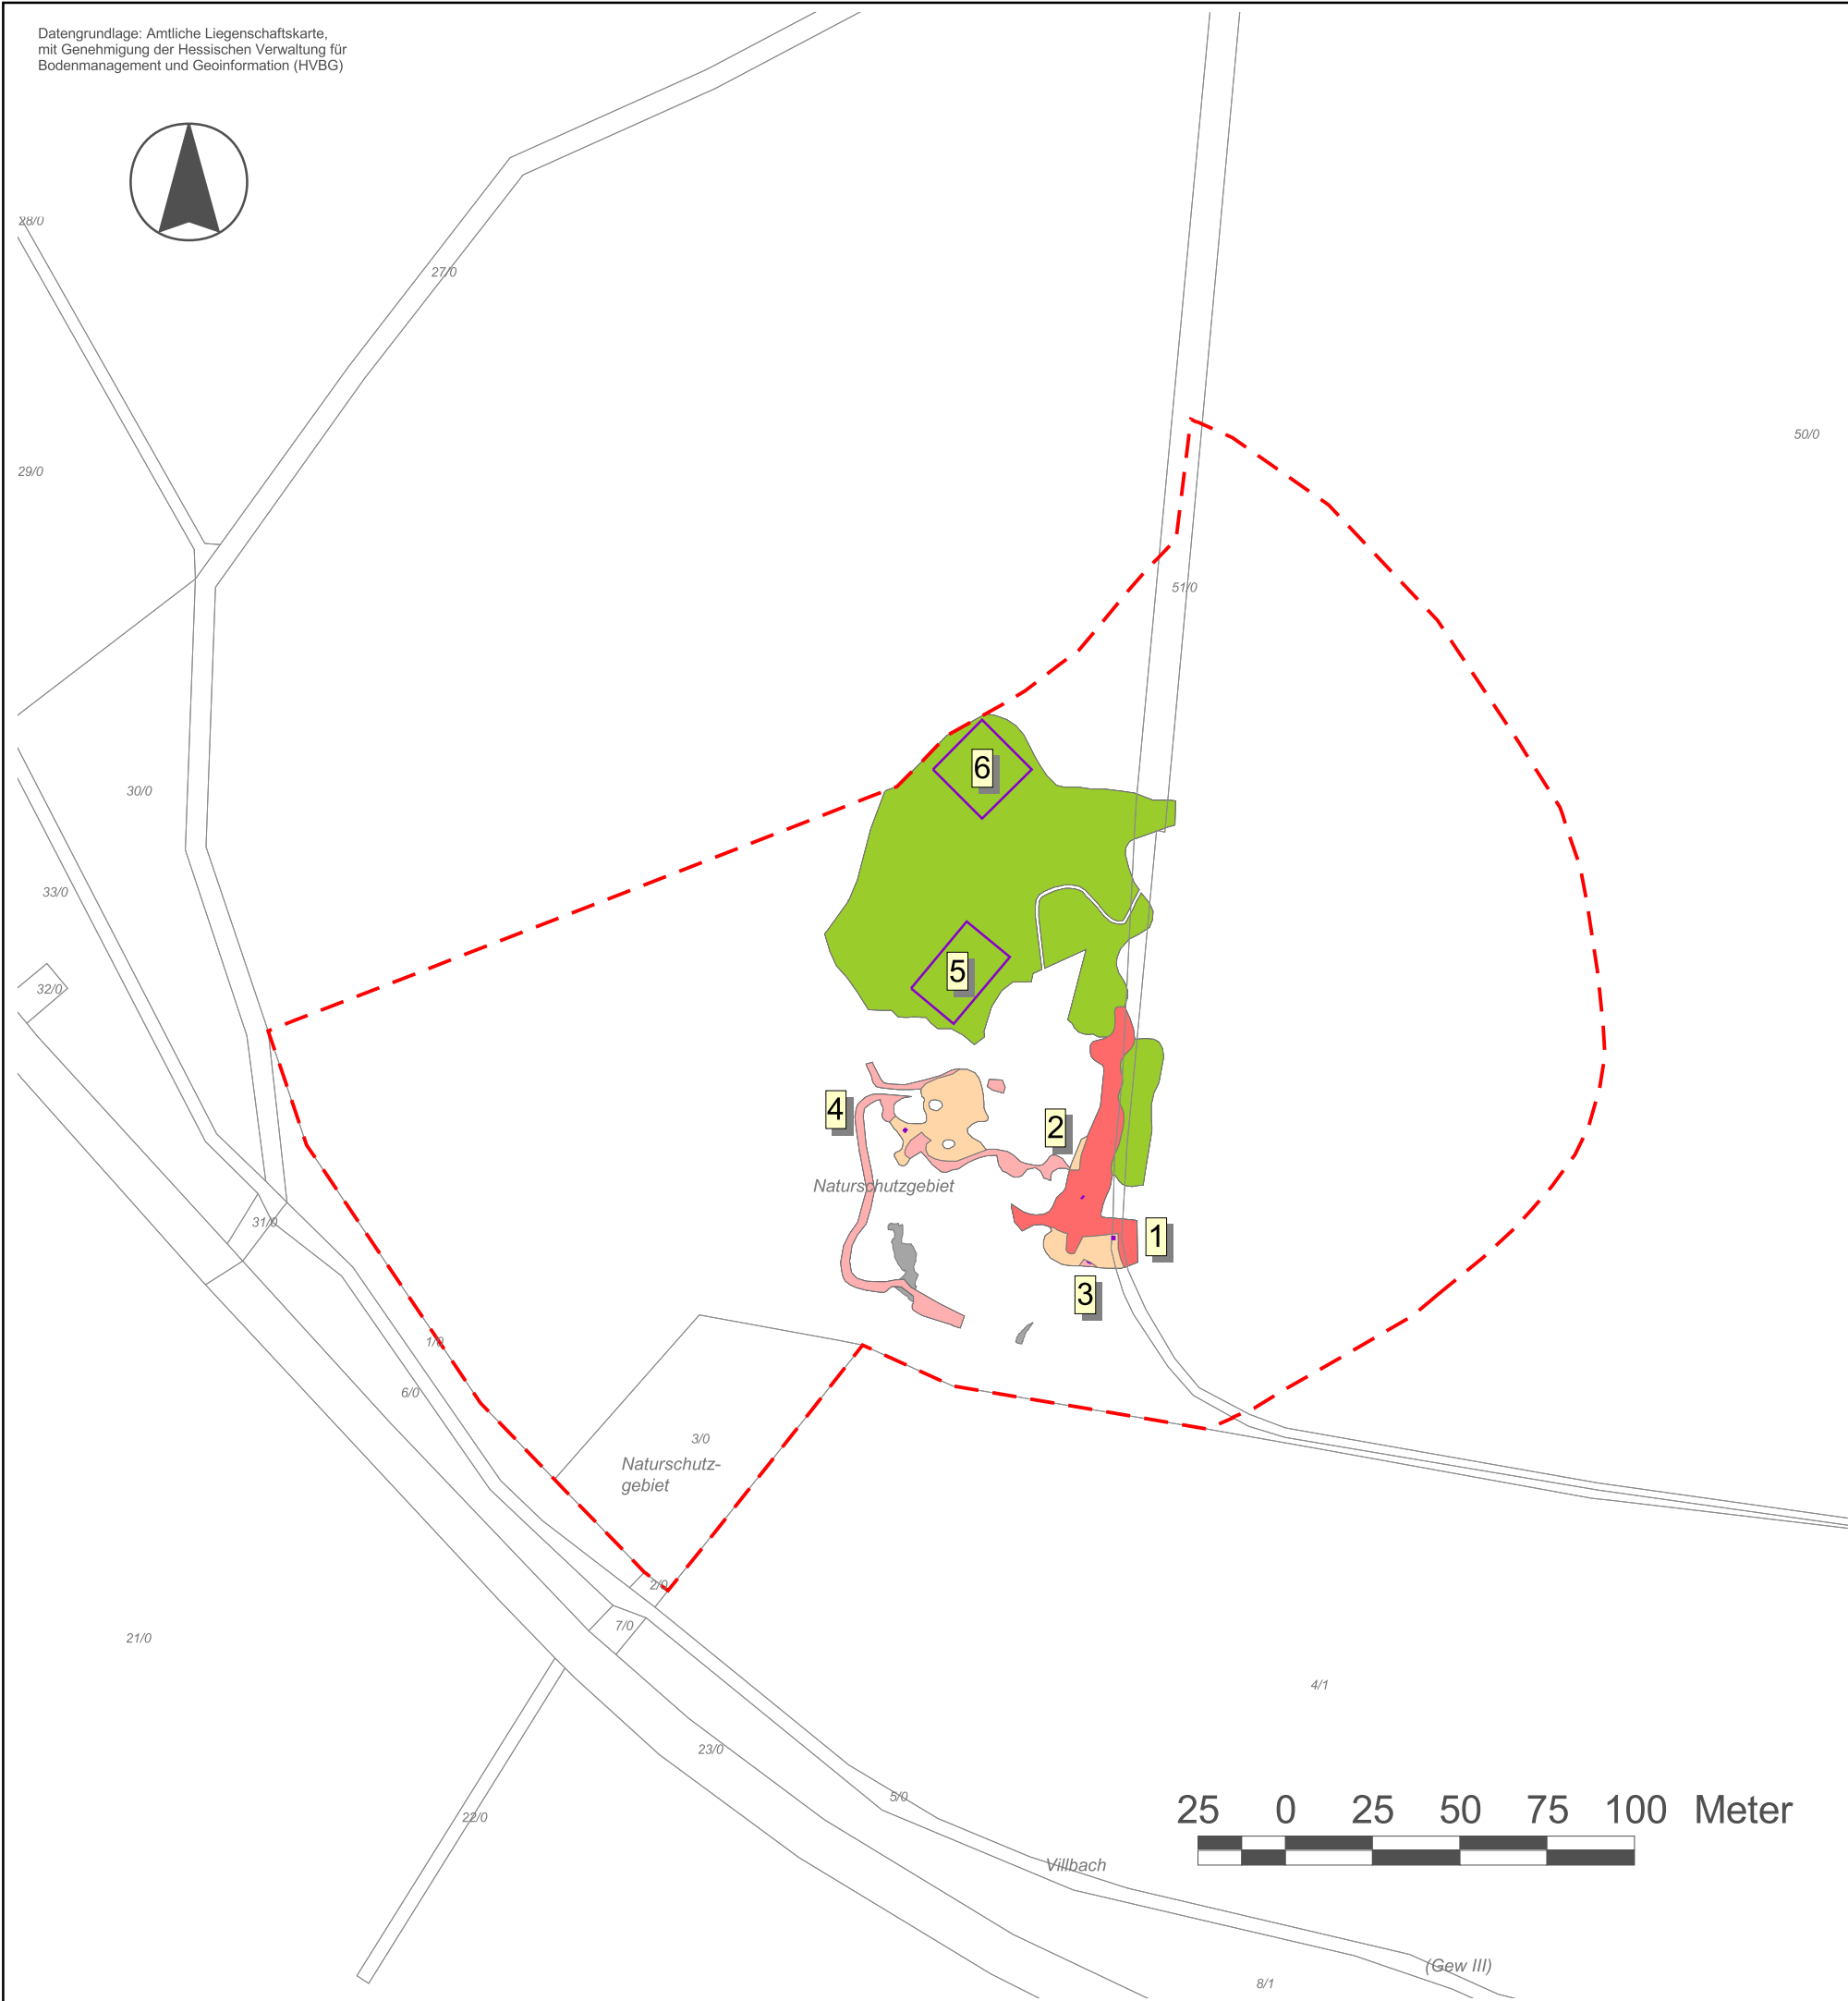 Datengrundlage: Amtliche Liegenschaftskarte,
mit Genehmigung der Hessischen Verwaltung für
Bodenmanagement und Geoinformation (HVBG)
28/0
27/0
50/0
29/0
51/0
6
30/0
33/0
5
32/0
4
2
Naturschutzgebiet
31/0
1
3
1/0
6/0
3/0
Naturschutz-
gebiet
2/0
7/0
21/0
4/1
23/0
5/0
22/0
25 0 25 50 75 100 Meter
Villbach
(Gew III)
8/1